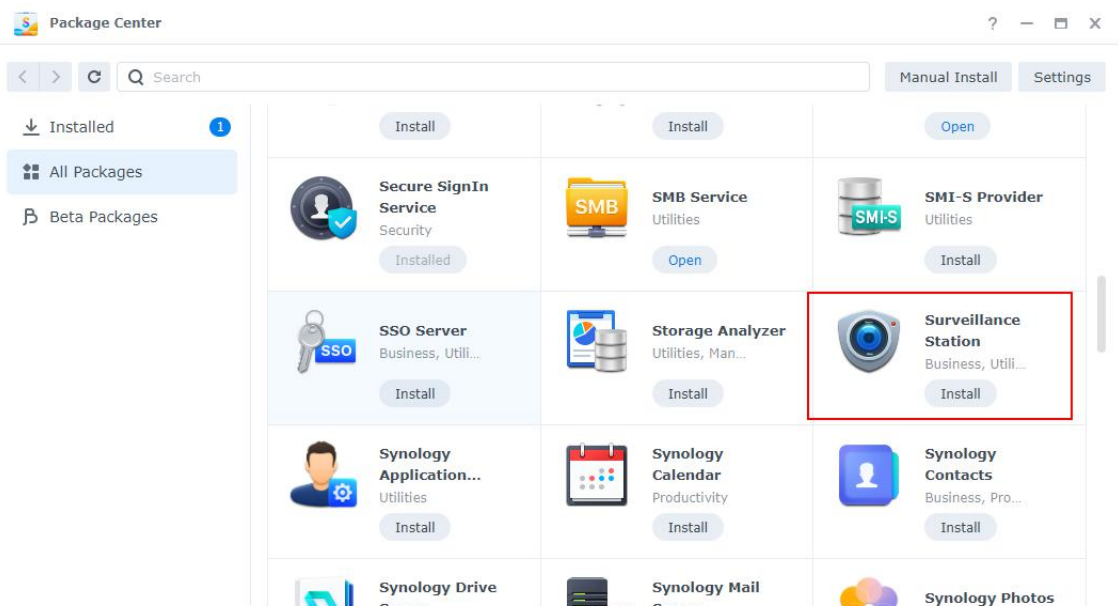 Package Center
?
Search
Manual Install
Settings
Installed
1
All Packages
Beta Packages
Install
Install
Open
Secure SignIn
Service
Security
Installed
SMB
SMB Service
Utilities
Open
SMI-S
SMI-S Provider
Utilities
Install
SSO
SSO Server
Business, Utili...
Install
Storage Analyzer
Utilities, Man...
Install
Surveillance
Station
Business, Utili...
Install
Synology
Application...
Utilities
Install
Synology
Calendar
Productivity
Install
Synology
Contacts
Business, Pro...
Install
Synology Drive
Synology Mail
Synology Photos